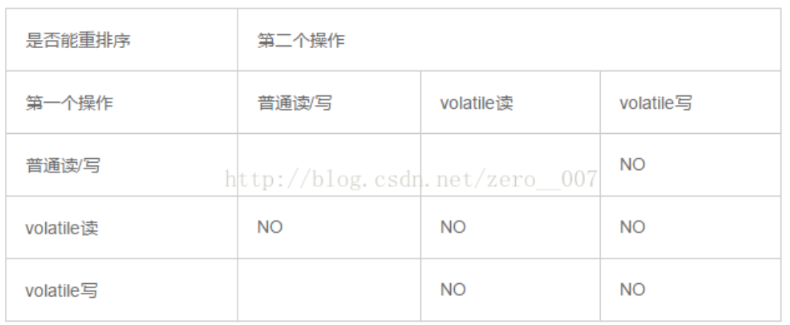 是否能重排序 第二个操作
第一个操作 普通读/写 volatile读 volatile写
普通读/写 NO
http://blog.csdn.net/zero__007
volatile读 NO NO NO
volatile写 NO NO